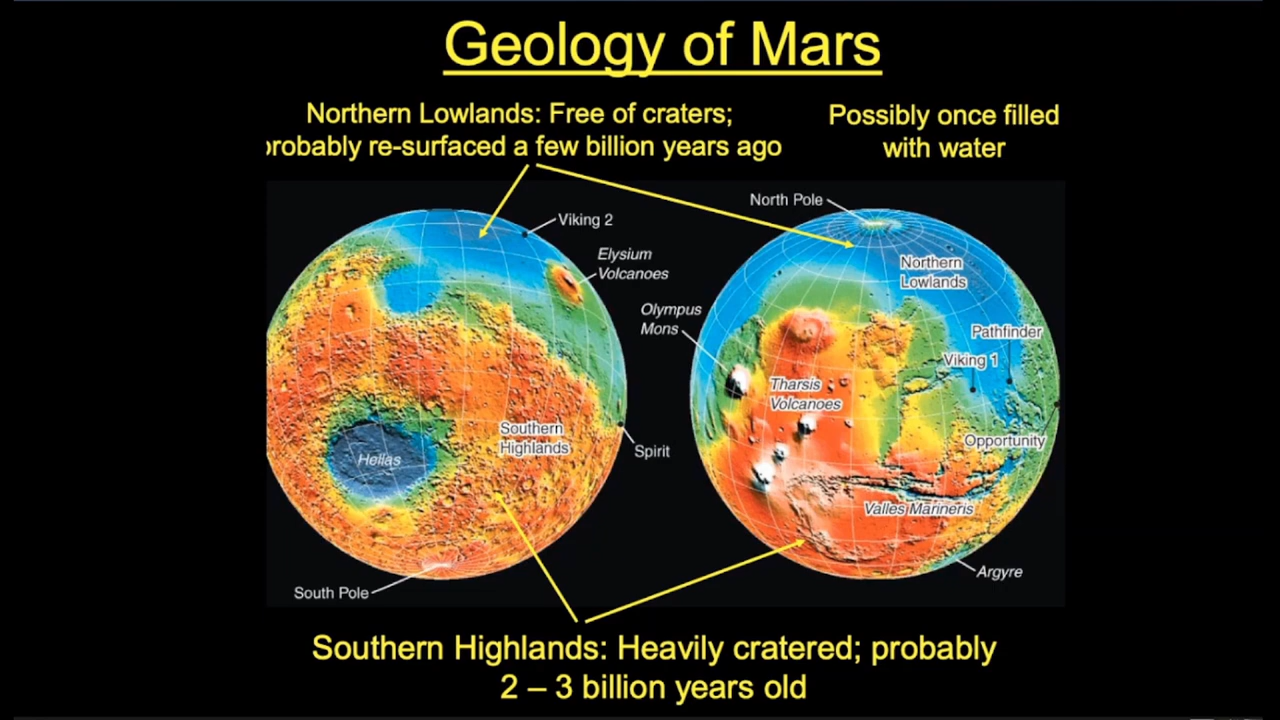 Geology of Mars
Northern Lowlands: Free of craters;
probably re-surfaced a few billion years ago
Possibly once filled
with water
North Pole
Viking 2
Elysium
Volcanoes
Northern
Lowlands
Olympus
Mons
Pathfinder
Viking 1
Tharsis
Volcanoes
Southern
Highlands
Hellas
Spirit
Opportunity
Valles Marineris
Argyre
South Pole
Southern Highlands: Heavily cratered; probably
2 – 3 billion years old